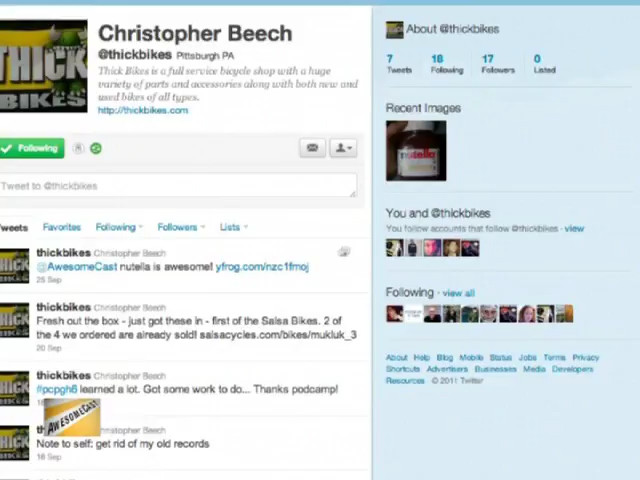 THICK
BIKES
Christopher Beech
@thickbikes Pittsburgh PA
Thick Bikes is a full service bicycle shop with a huge
variety of parts and accessories along with both new and
used bikes of all types.
http://thickbikes.com
Following
Tweet to @thickbikes
Tweets Favorites Following Followers Lists
thickbikes Christopher Beech
@AwesomeCast nutella is awesome! yfrog.com/nzc1fmoj
25 Sep
thickbikes Christopher Beech
Fresh out the box - just got these in - first of the Salsa Bikes. 2 of
the 4 we ordered are already sold! salsacycles.com/bikes/mukluk_3
20 Sep
thickbikes Christopher Beech
#pcpgh6 learned a lot. Got some work to do... Thanks podcamp!
AWESOMECAST
Beech
Note to self: get rid of my old records
18 Sep
About @thickbikes
7 18 17 0
Tweets Following Followers Listed
Recent Images
nutella
You and @thickbikes
You follow accounts that follow @thickbikes · view
Following · view all
About Help Blog Mobile Status Jobs Terms Privacy
Shortcuts Advertisers Businesses Media Developers
Resources © 2011 Twitter